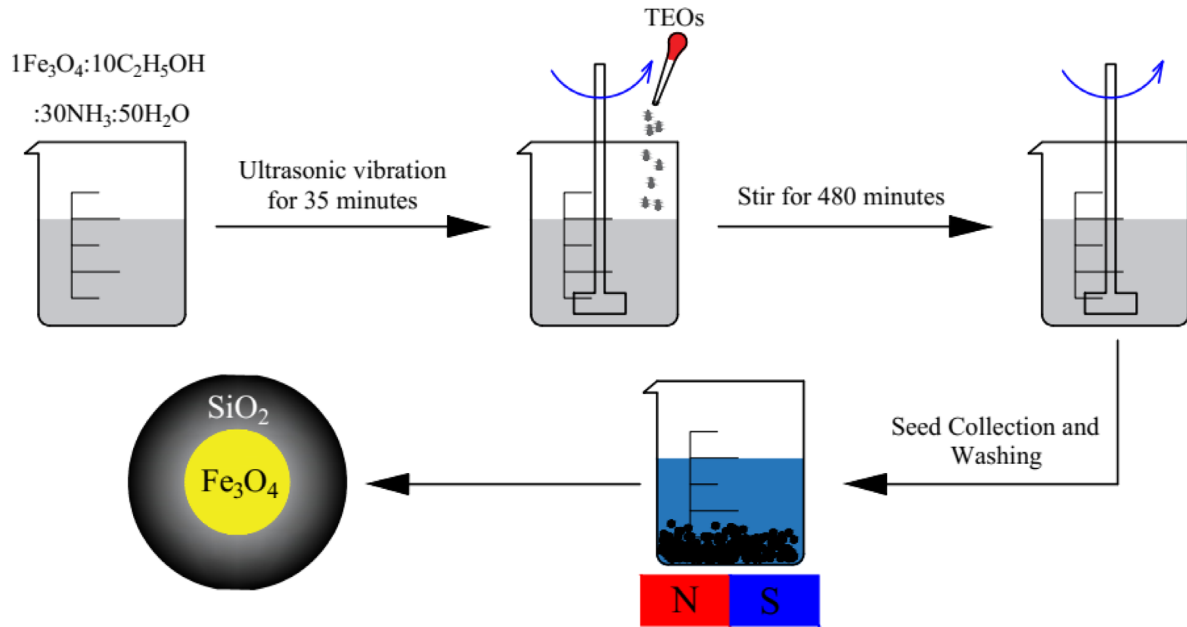 TEOs
1Fe₃O₄:10C₂H₅OH
:30NH₃:50H₂O
Ultrasonic vibration
for 35 minutes
Stir for 480 minutes
Seed Collection and
Washing
SiO₂
Fe₃O₄
N S